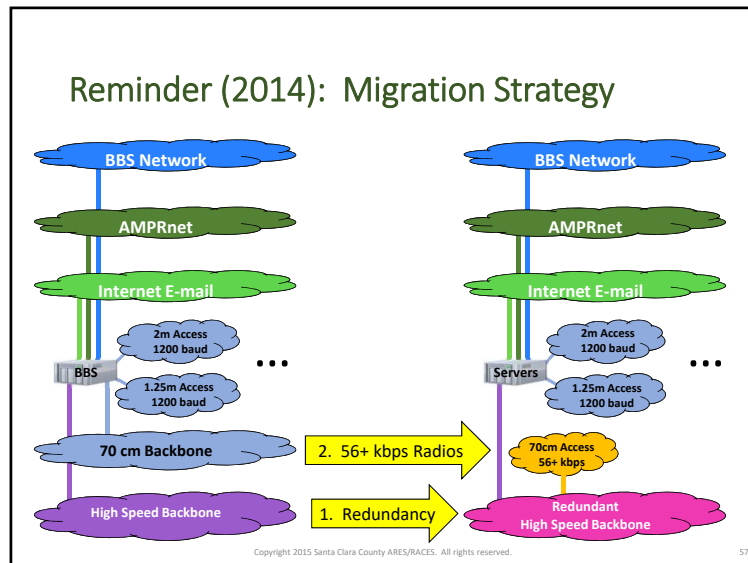 Reminder (2014): Migration Strategy
BBS Network
AMPRnet
Internet E-mail
2m Access
1200 baud
BBS
...
1.25m Access
1200 baud
70 cm Backbone
High Speed Backbone
2. 56+ kbps Radios
1. Redundancy
BBS Network
AMPRnet
Internet E-mail
2m Access
1200 baud
Servers
...
1.25m Access
1200 baud
70cm Access
56+ kbps
Redundant
High Speed Backbone
Copyright 2015 Santa Clara County ARES/RACES. All rights reserved.
57